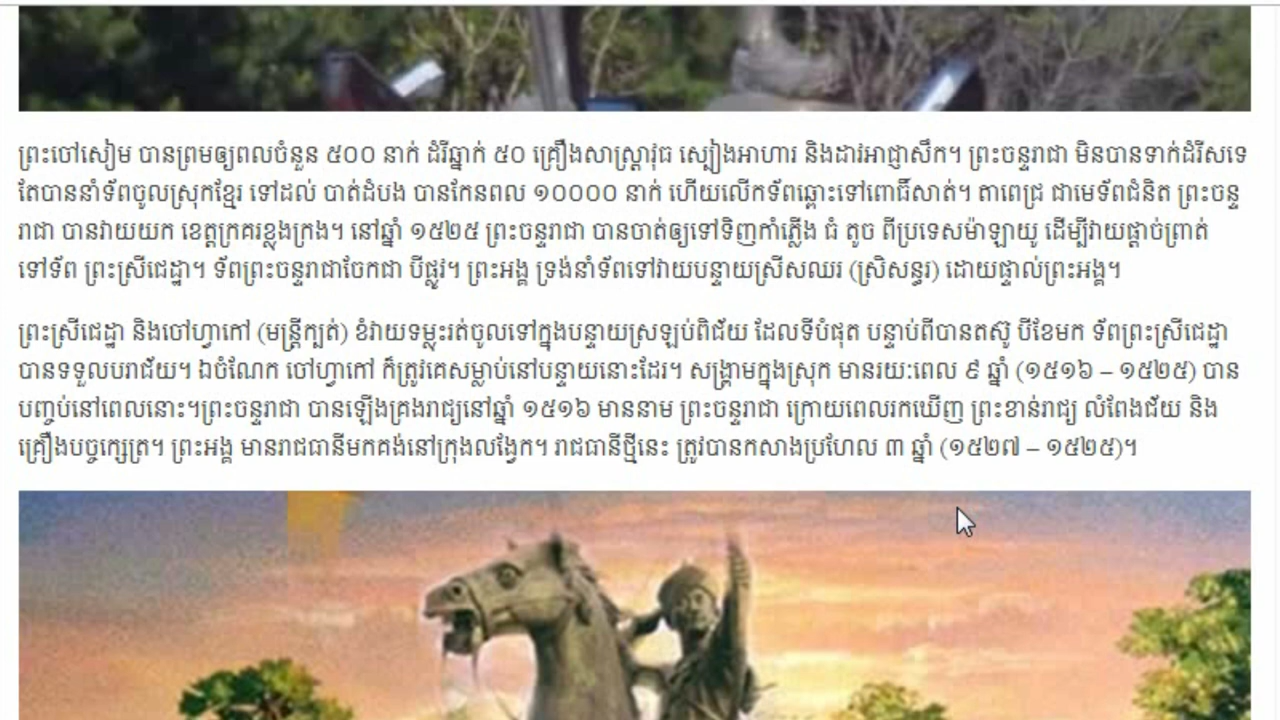 ព្រះចៅសៀម បានព្រមឲ្យពលចំនួន ៥០០ នាក់ ដំរីឆ្នាក់ ៥០ គ្រឿងសាស្ត្រាវុធ ស្បៀងអាហារ និងដាវអាជ្ញាសឹក។ ព្រះចន្ទរាជា មិនបានទាក់ដំរីសទេ
តែបាននាំទ័ពចូលស្រុកខ្មែរ ទៅដល់ បាត់ដំបង បានកែនពល ១០០០០ នាក់ ហើយលើកទ័ពឆ្ពោះទៅពោធិ៍សាត់។ តាពេជ្រ ជាមេទ័ពជំនិត ព្រះចន្ទ
រាជា បានវាយយក ខេត្តក្រគរខ្លុងក្រង។ នៅឆ្នាំ ១៥២៥ ព្រះចន្ទរាជា បានចាត់ឲ្យទៅទិញកាំភ្លើង ធំ តូច ពីប្រទេសម៉ាឡាយូ ដើម្បីវាយផ្តាច់ព្រាត់
ទៅទ័ព ព្រះស្រីជេដ្ឋា។ ទ័ពព្រះចន្ទរាជាចែកជា បីផ្លូវ។ ព្រះអង្គ ទ្រង់នាំទ័ពទៅវាយបន្ទាយស្រីសឈរ (ស្រិសន្ធរ) ដោយផ្ទាល់ព្រះអង្គ។
ព្រះស្រីជេដ្ឋា និងចៅហ្វាកៅ (មន្ត្រីក្បត់) ខំវាយទម្លុះរត់ចូលទៅក្នុងបន្ទាយស្រឡប់ពិជ័យ ដែលទីបំផុត បន្ទាប់ពីបានតស៊ូ បីខែមក ទ័ពព្រះស្រីជេដ្ឋា
បានទទួលបរាជ័យ។ ឯចំណែក ចៅហ្វាកៅ ក៏ត្រូវគេសម្លាប់នៅបន្ទាយនោះដែរ។ សង្គ្រាមក្នុងស្រុក មានរយៈពេល ៩ ឆ្នាំ (១៥១៦ – ១៥២៥) បាន
បញ្ចប់នៅពេលនោះ។ព្រះចន្ទរាជា បានឡើងគ្រងរាជ្យនៅឆ្នាំ ១៥១៦ មាននាម ព្រះចន្ទរាជា ក្រោយពេលរកឃើញ ព្រះខាន់រាជ្យ លំពែងជ័យ និង
គ្រឿងបច្ចក្សេត្រ។ ព្រះអង្គ មានរាជធានីមកគង់នៅក្រុងលង្វែក។ រាជធានីថ្មីនេះ ត្រូវបានកសាងប្រហែល ៣ ឆ្នាំ (១៥២៧ – ១៥២៥)។